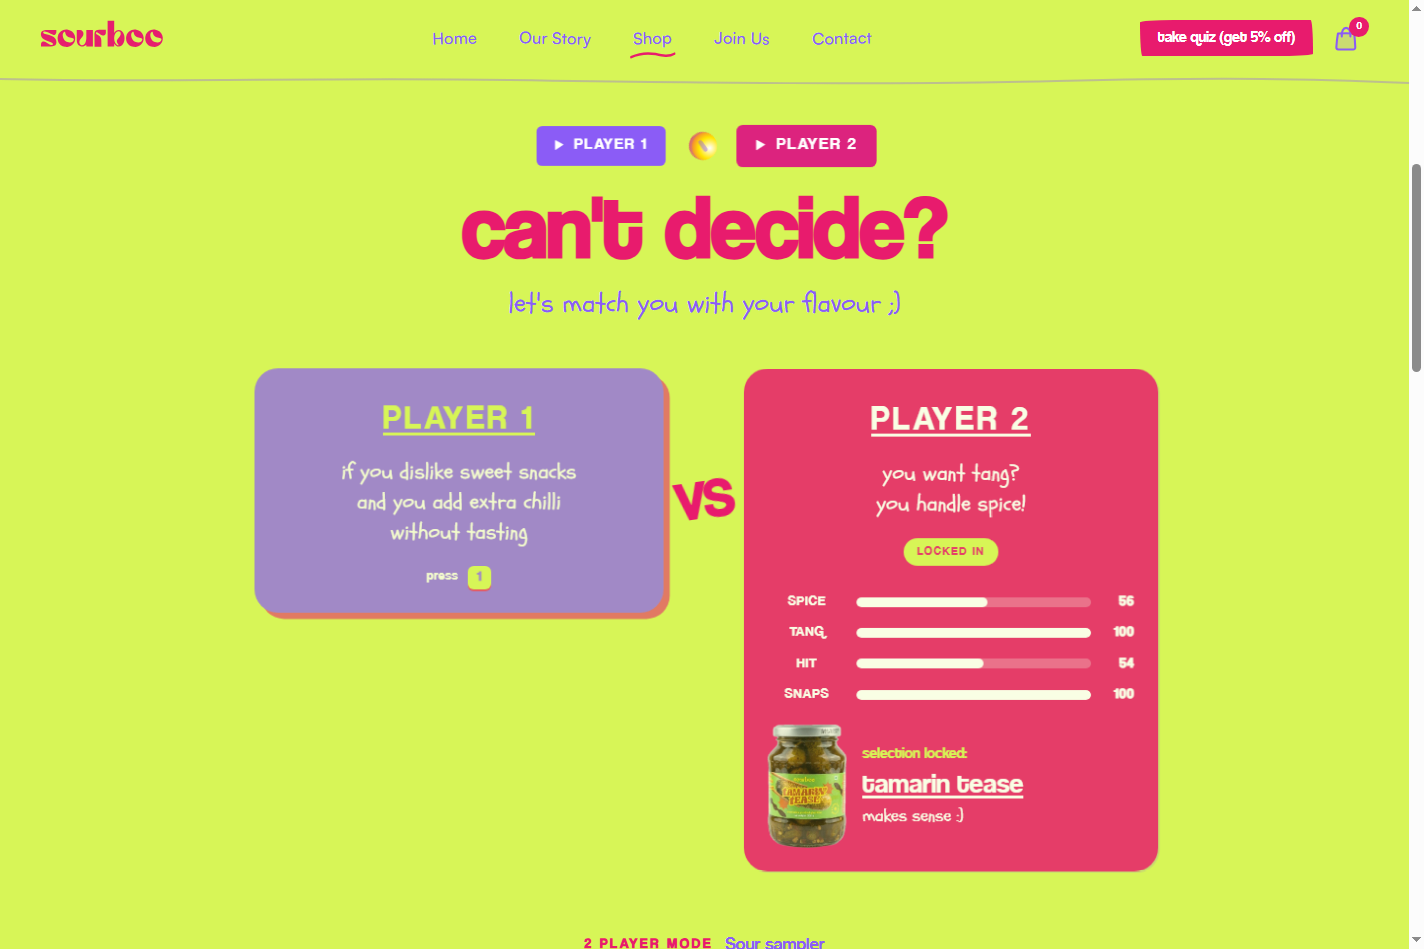 sourboo
Home
Our Story
Shop
Join Us
Contact
take quiz (get 5% off)
0
PLAYER 1
PLAYER 2
can't decide?
let's match you with your flavour ;)
PLAYER 1
if you dislike sweet snacks
and you add extra chilli
without tasting
press 1
VS
PLAYER 2
you want tang?
you handle spice!
LOCKED IN
SPICE 56
TANG 100
HIT 54
SNAPS 100
TAMARIN
TEASE
selection locked:
tamarin tease
makes sense :)
2 PLAYER MODE Sour sampler